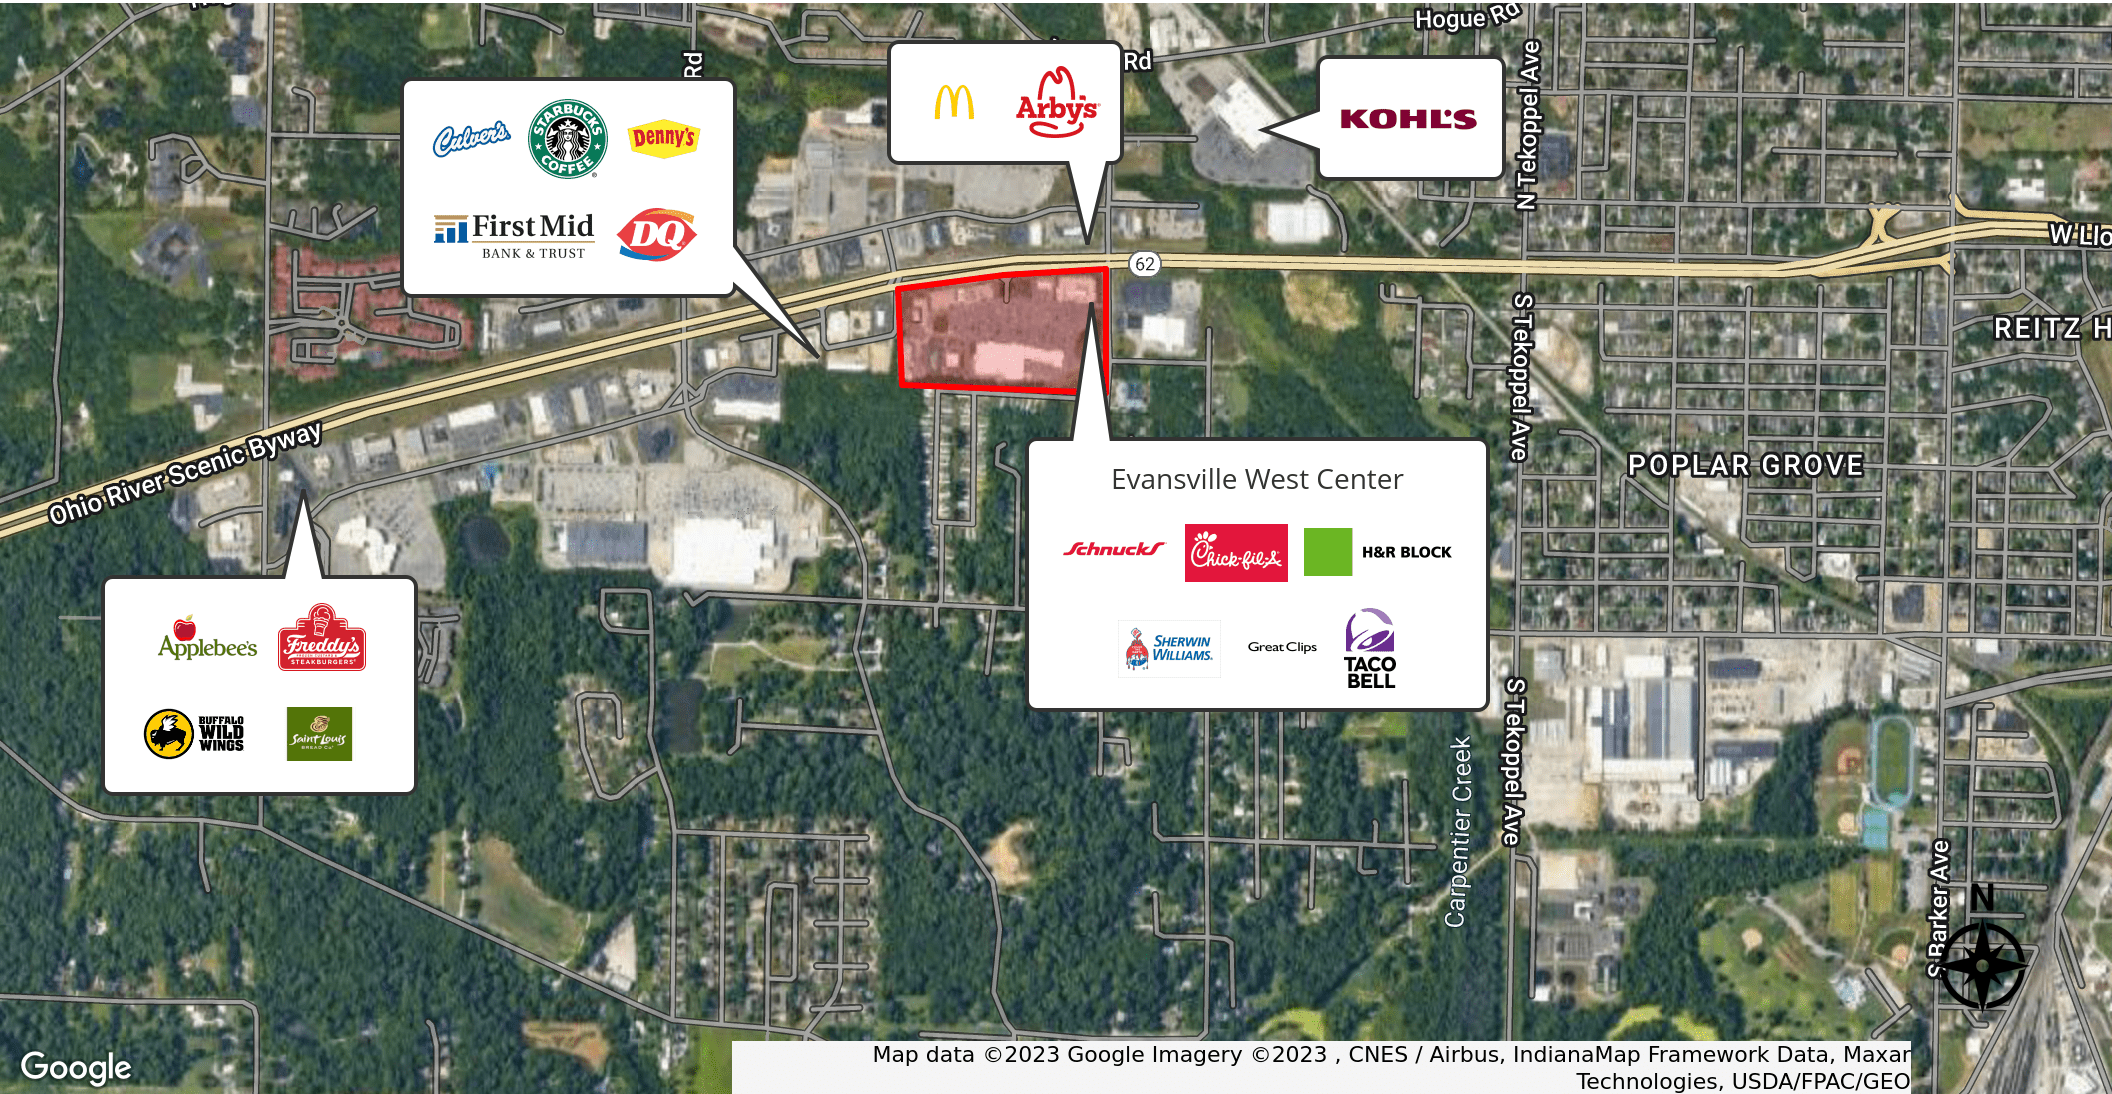 Hogue Rd
Rd
Rd
N Tekoppel Ave
Culver's
STARBUCKS
COFFEE
Denny's
First Mid
BANK & TRUST
DQ
Arby's
KOHL'S
62
W Llo
S Tekoppel Ave
REITZ H
POPLAR GROVE
Ohio River Scenic Byway
Evansville West Center
Schnucks
Chick-fil-A
H&R BLOCK
SHERWIN
WILLIAMS
Great Clips
TACO
BELL
Applebee's
Freddy's
STEAKBURGERS
BUFFALO
WILD
WINGS
Saint Louis
BREAD Co
S Tekoppel Ave
Carpentier Creek
S Barker Ave
N
Google
Map data ©2023 Google Imagery ©2023 , CNES / Airbus, IndianaMap Framework Data, Maxar
Technologies, USDA/FPAC/GEO